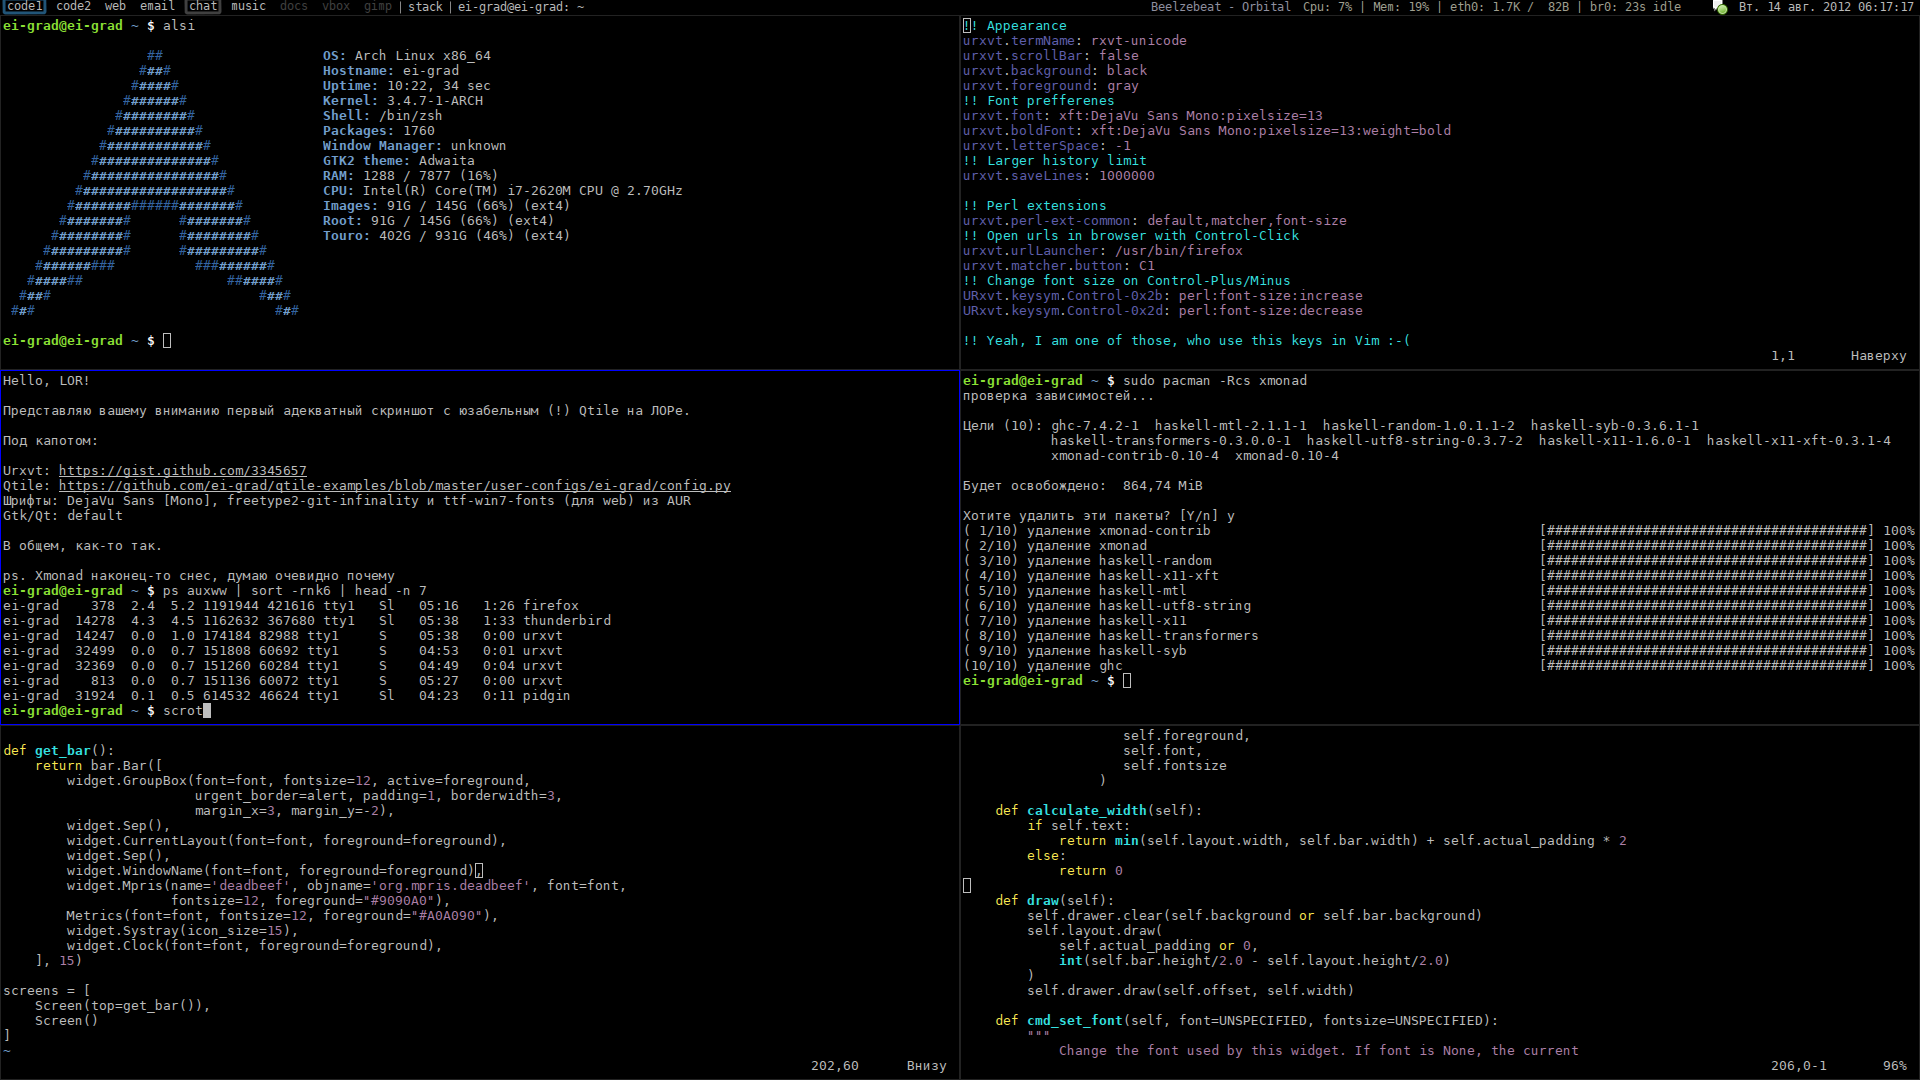 code1 code2 web email chat music docs vbox gimp | stack | ei-grad@ei-grad: ~ Beelzebeat - Orbital Cpu: 7% | Mem: 19% | eth0: 1.7K / 82B | br0: 23s idle Вт. 14 авг. 2012 06:17:17
ei-grad@ei-grad ~ $ alsi
##
#### OS: Arch Linux x86_64
###### Hostname: ei-grad
######## Uptime: 10:22, 34 sec
########## Kernel: 3.4.7-1-ARCH
############ Shell: /bin/zsh
############## Packages: 1760
################ Window Manager: unknown
################## GTK2 theme: Adwaita
#################### RAM: 1288 / 7877 (16%)
CPU: Intel(R) Core(TM) i7-2620M CPU @ 2.70GHz
###################### Images: 91G / 145G (66%) (ext4)
######### ######### Root: 91G / 145G (66%) (ext4)
########## ########## Touro: 402G / 931G (46%) (ext4)
########### ###########
########## ##########
####### #######
#### ####
### ###
ei-grad@ei-grad ~ $
!! Appearance
urxvt.termName: rxvt-unicode
urxvt.scrollBar: false
urxvt.background: black
urxvt.foreground: gray
!! Font prefferenes
urxvt.font: xft:DejaVu Sans Mono:pixelsize=13
urxvt.boldFont: xft:DejaVu Sans Mono:pixelsize=13:weight=bold
urxvt.letterSpace: -1
!! Larger history limit
urxvt.saveLines: 1000000
!! Perl extensions
urxvt.perl-ext-common: default,matcher,font-size
!! Open urls in browser with Control-Click
urxvt.urlLauncher: /usr/bin/firefox
urxvt.matcher.button: C1
!! Change font size on Control-Plus/Minus
URxvt.keysym.Control-0x2b: perl:font-size:increase
URxvt.keysym.Control-0x2d: perl:font-size:decrease
!! Yeah, I am one of those, who use this keys in Vim :-(
1,1 Наверху
Hello, LOR!
Представляю вашему вниманию первый адекватный скриншот с юзабельным (!) Qtile на ЛОРе.
Под капотом:
Urxvt: https://gist.github.com/3345657
Qtile: https://github.com/ei-grad/qtile-examples/blob/master/user-configs/ei-grad/config.py
Шрифты: DejaVu Sans [Mono], freetype2-git-infinality и ttf-win7-fonts (для web) из AUR
Gtk/Qt: default
В общем, как-то так.
ps. Xmonad наконец-то снес, думаю очевидно почему
ei-grad@ei-grad ~ $ ps auxww | sort -rnk6 | head -n 7
ei-grad 378 2.4 5.2 1191944 421616 tty1 Sl 05:16 1:26 firefox
ei-grad 14278 4.3 4.5 1162632 367680 tty1 Sl 05:38 1:33 thunderbird
ei-grad 14247 0.0 1.0 174184 82988 tty1 S 05:38 0:00 urxvt
ei-grad 32499 0.0 0.7 151808 60692 tty1 S 04:53 0:01 urxvt
ei-grad 32369 0.0 0.7 151260 60284 tty1 S 04:49 0:04 urxvt
ei-grad 813 0.0 0.7 151136 60072 tty1 S 05:27 0:00 urxvt
ei-grad 31924 0.1 0.5 614532 46624 tty1 Sl 04:23 0:11 pidgin
ei-grad@ei-grad ~ $ scrot
ei-grad@ei-grad ~ $ sudo pacman -Rcs xmonad
проверка зависимостей...
Цели (10): ghc-7.4.2-1 haskell-mtl-2.1.1-1 haskell-random-1.0.1.1-2 haskell-syb-0.3.6.1-1
haskell-transformers-0.3.0.0-1 haskell-utf8-string-0.3.7-2 haskell-x11-1.6.0-1 haskell-x11-xft-0.3.1-4
xmonad-contrib-0.10-4 xmonad-0.10-4
Будет освобождено: 864,74 MiB
Хотите удалить эти пакеты? [Y/n] y
( 1/10) удаление xmonad-contrib [########################################] 100%
( 2/10) удаление xmonad [########################################] 100%
( 3/10) удаление haskell-random [########################################] 100%
( 4/10) удаление haskell-x11-xft [########################################] 100%
( 5/10) удаление haskell-mtl [########################################] 100%
( 6/10) удаление haskell-utf8-string [########################################] 100%
( 7/10) удаление haskell-x11 [########################################] 100%
( 8/10) удаление haskell-transformers [########################################] 100%
( 9/10) удаление haskell-syb [########################################] 100%
(10/10) удаление ghc [########################################] 100%
ei-grad@ei-grad ~ $
def get_bar():
return bar.Bar([
widget.GroupBox(font=font, fontsize=12, active=foreground,
urgent_border=alert, padding=1, borderwidth=3,
margin_x=3, margin_y=-2),
widget.Sep(),
widget.CurrentLayout(font=font, foreground=foreground),
widget.Sep(),
widget.WindowName(font=font, foreground=foreground),
widget.Mpris(name='deadbeef', objname='org.mpris.deadbeef', font=font,
fontsize=12, foreground="#9090A0"),
Metrics(font=font, fontsize=12, foreground="#A0A090"),
widget.Systray(icon_size=15),
widget.Clock(font=font, foreground=foreground),
], 15)
screens = [
Screen(top=get_bar()),
Screen()
]
~
202,60 Внизу
self.foreground,
self.font,
self.fontsize
)
def calculate_width(self):
if self.text:
return min(self.layout.width, self.bar.width) + self.actual_padding * 2
else:
return 0
def draw(self):
self.drawer.clear(self.background or self.bar.background)
self.layout.draw(
self.actual_padding or 0,
int(self.bar.height/2.0 - self.layout.height/2.0)
)
self.drawer.draw(self.offset, self.width)
def cmd_set_font(self, font=UNSPECIFIED, fontsize=UNSPECIFIED):
"""
Change the font used by this widget. If font is None, the current
206,0-1 96%